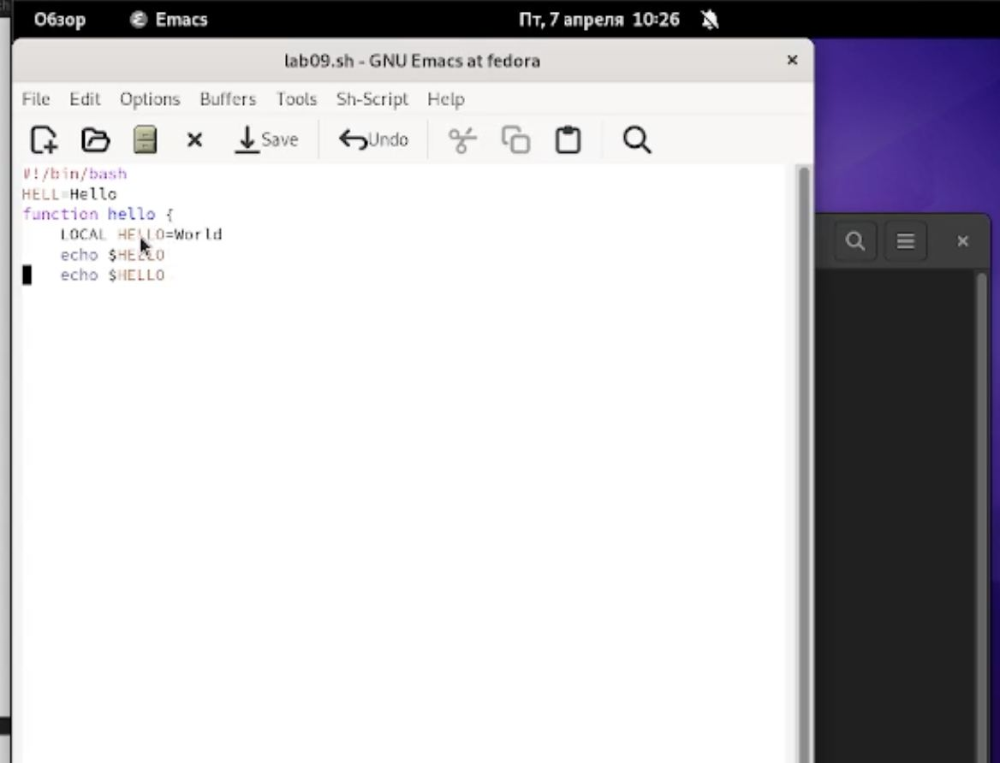 Обзор Emacs Пт, 7 апреля 10:26
lab09.sh - GNU Emacs at fedora
File Edit Options Buffers Tools Sh-Script Help
Save Undo
#!/bin/bash
HELL=Hello
function hello {
LOCAL HELLO=World
echo $HELLO
echo $HELLO